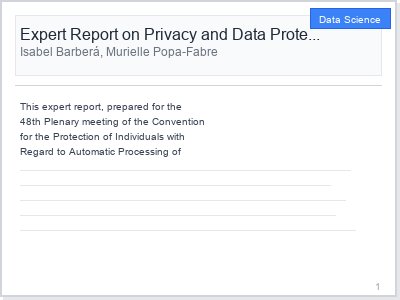 Data Science
Expert Report on Privacy and Data Prote...
Isabel Barberá, Murielle Popa-Fabre
This expert report, prepared for the
48th Plenary meeting of the Convention
for the Protection of Individuals with
Regard to Automatic Processing of
1